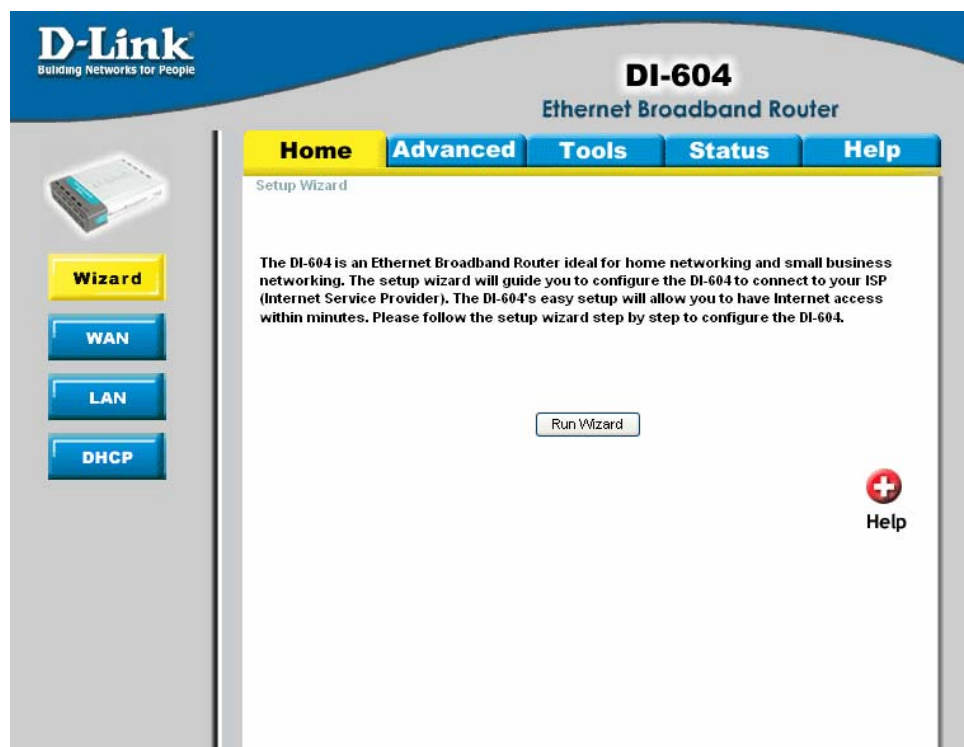 D-Link
Building Networks for People
DI-604
Ethernet Broadband Router
Home
Advanced
Tools
Status
Help
Setup Wizard
Wizard
WAN
LAN
DHCP
The DI-604 is an Ethernet Broadband Router ideal for home networking and small business
networking. The setup wizard will guide you to configure the DI-604 to connect to your ISP
(Internet Service Provider). The DI-604's easy setup will allow you to have Internet access
within minutes. Please follow the setup wizard step by step to configure the DI-604.
Run Wizard
Help